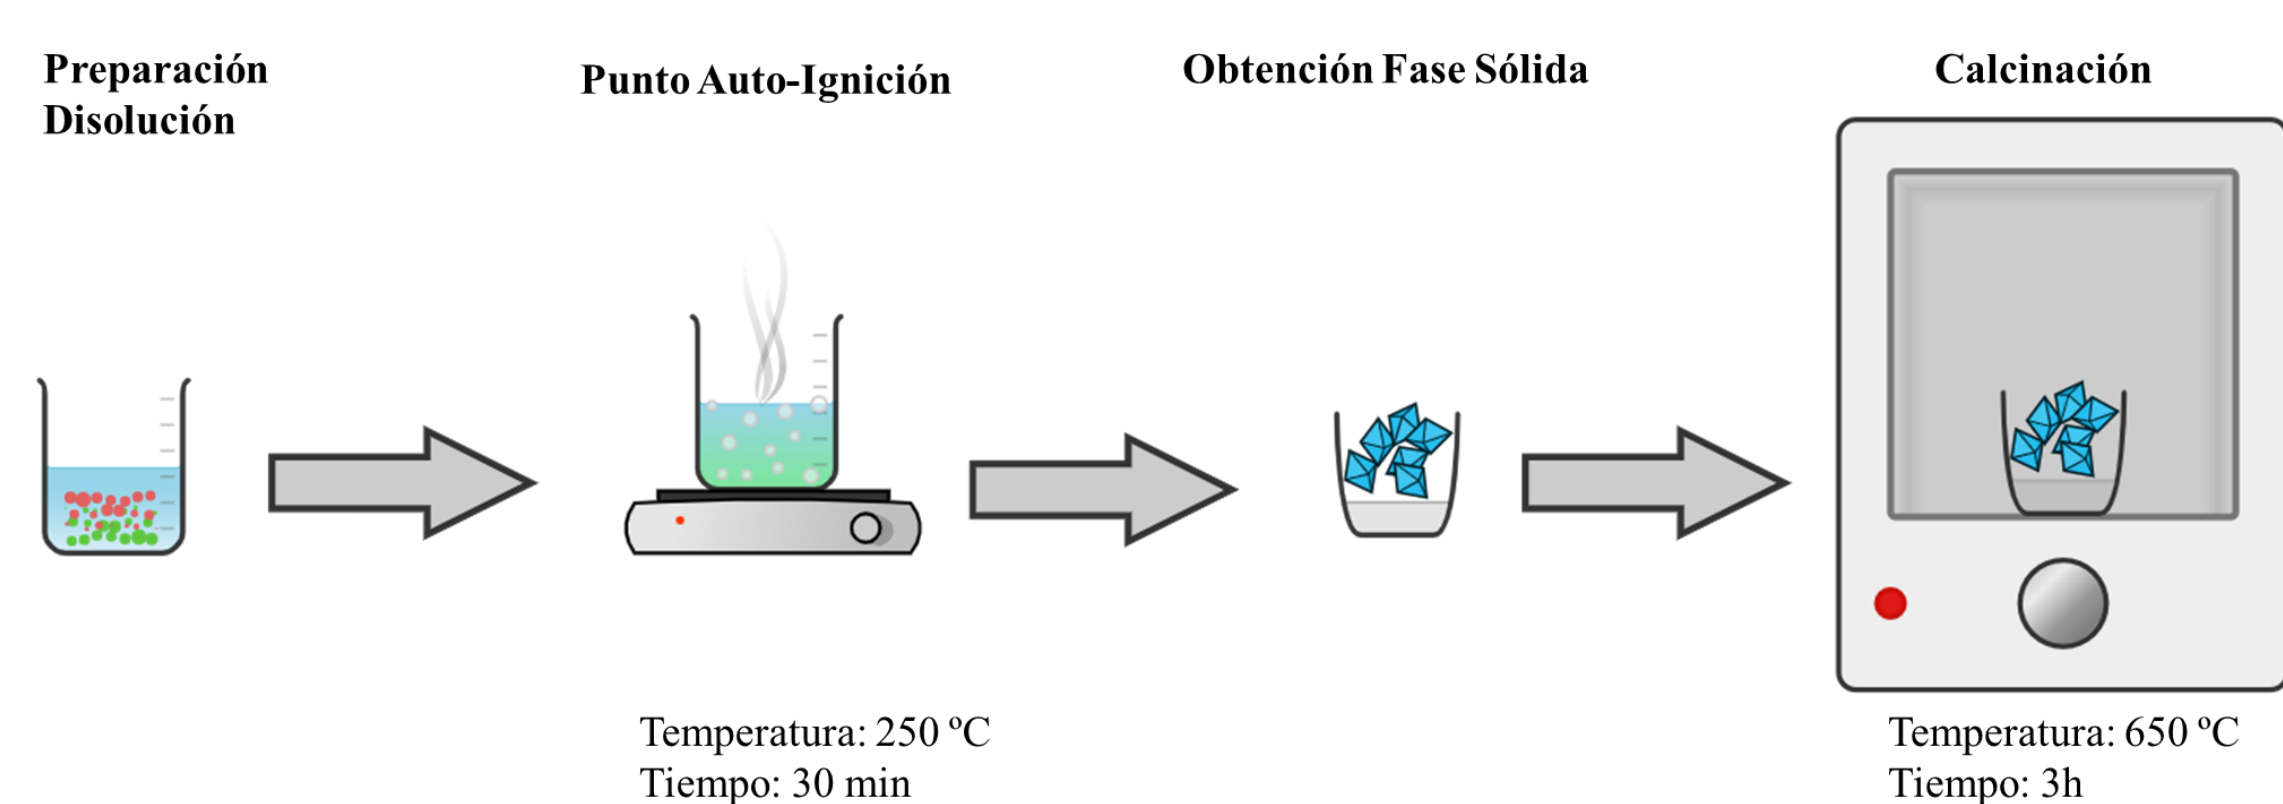 Preparación
Disolución
Punto Auto-Ignición
Obtención Fase Sólida
Calcinación
Temperatura: 250 ºC
Tiempo: 30 min
Temperatura: 650 ºC
Tiempo: 3h